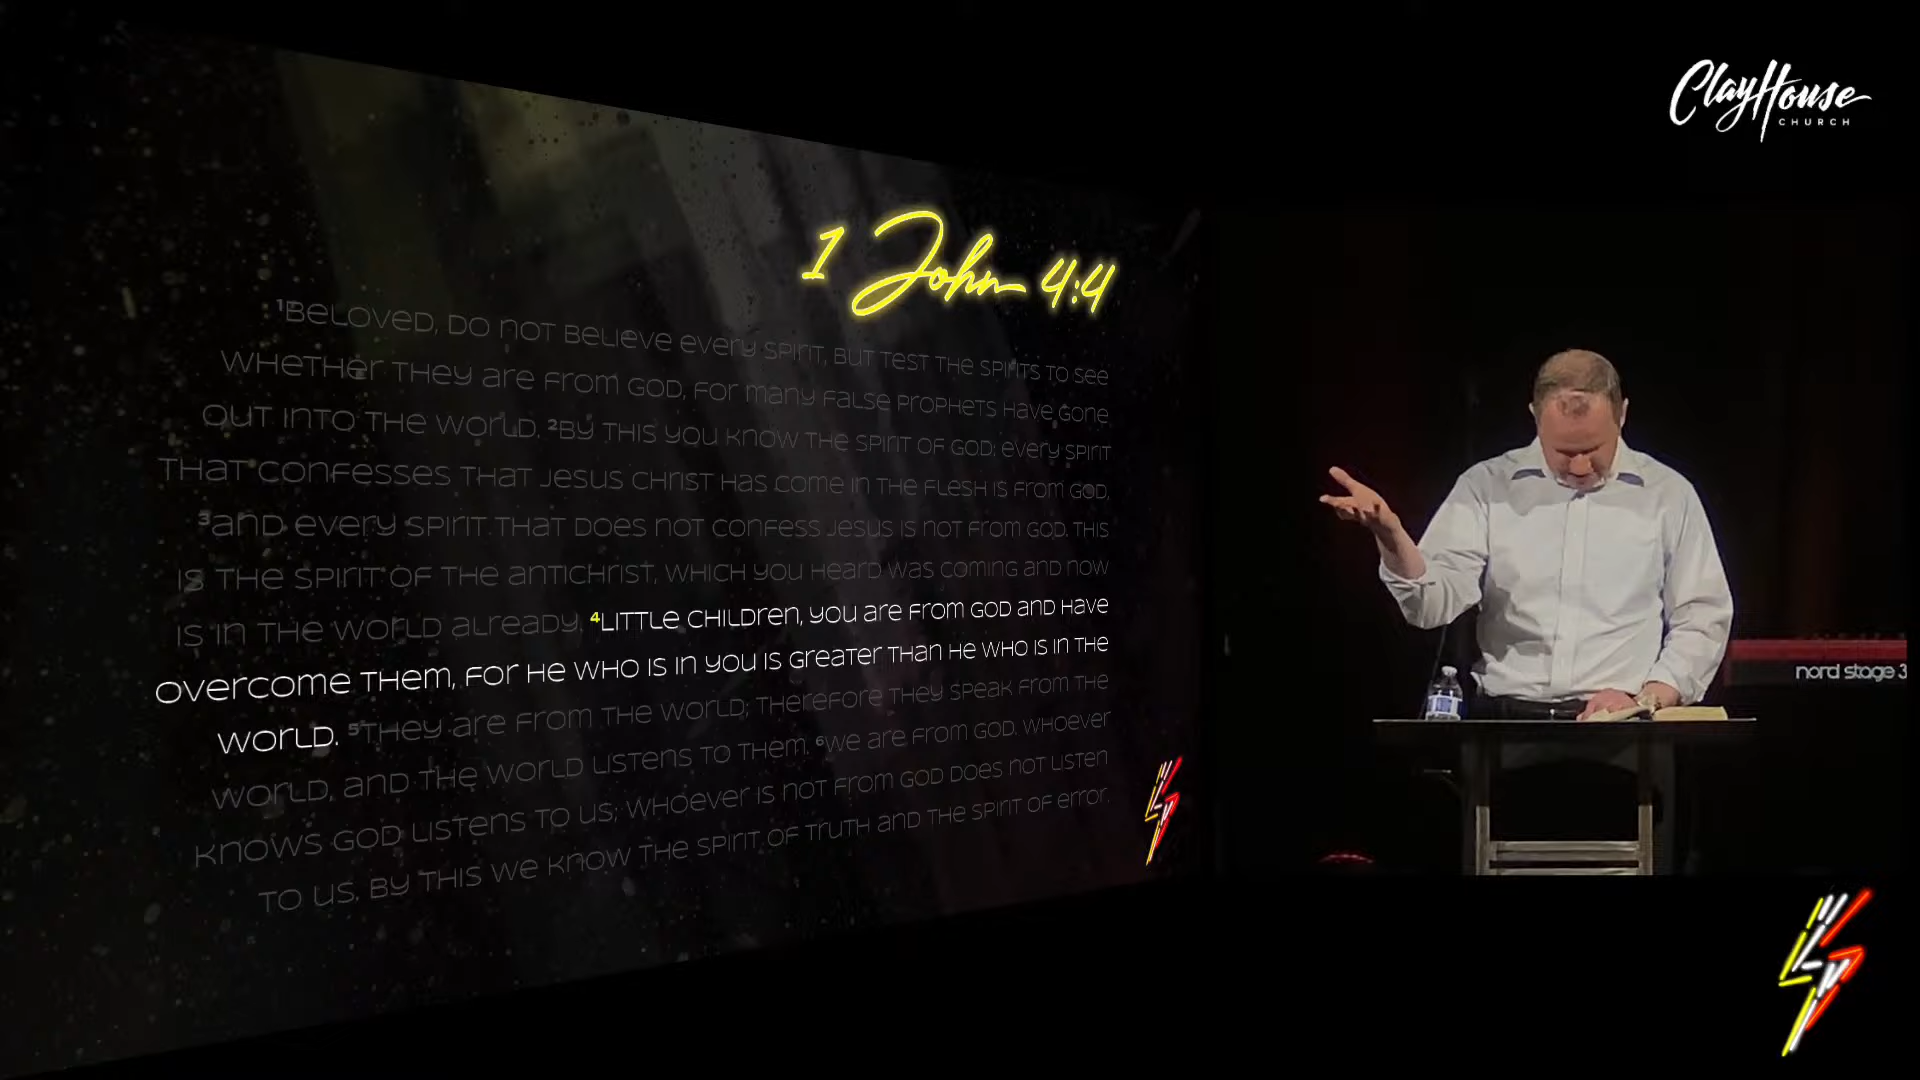 ClayHouse
CHURCH
1 John 4:4
¹Beloved, do not believe every spirit, but test the spirits to see
whether they are from God, for many false prophets have gone
out into the world. ²By this you know the Spirit of God: every spirit
that confesses that Jesus Christ has come in the flesh is from God,
³and every spirit that does not confess Jesus is not from God. This
is the spirit of the antichrist, which you heard was coming and now
is in the world already. ⁴Little children, you are from God and have
overcome them, for he who is in you is greater than he who is in the
world. ⁵They are from the world; therefore they speak from the
world, and the world listens to them. ⁶We are from God. Whoever
knows God listens to us; whoever is not from God does not listen
to us. By this we know the Spirit of truth and the spirit of error.
nord stage 3